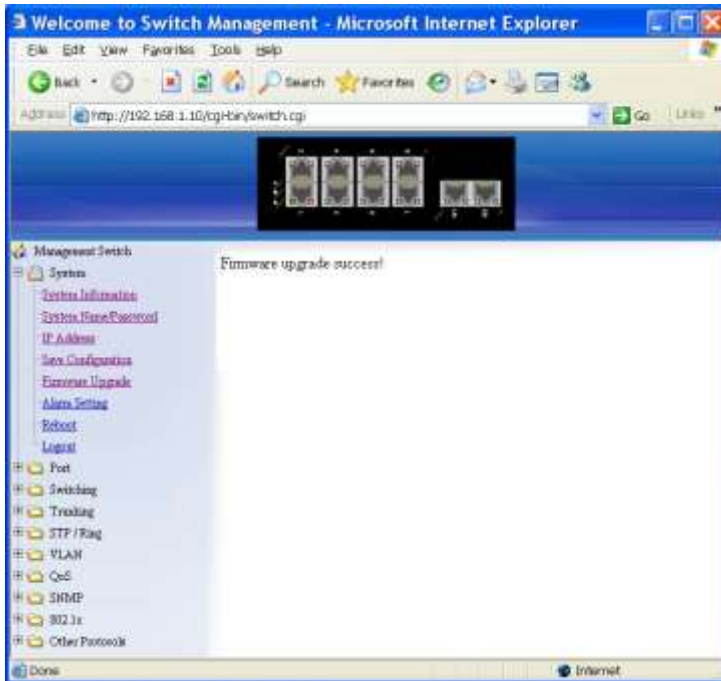 Welcome to Switch Management - Microsoft Internet Explorer
File Edit View Favorites Tools Help
Back Search Favorites
Address http://192.168.1.10/cgi-bin/switch.cgi Go Links
Management Switch
System
System Information
System Name/Password
IP Address
Save Configuration
Firmware Upgrade
Alarm Setting
Reboot
Logout
Port
Switching
Trunking
STP / Ring
VLAN
QoS
SNMP
802.1x
Other Protocols
Firmware upgrade success!
Done Internet